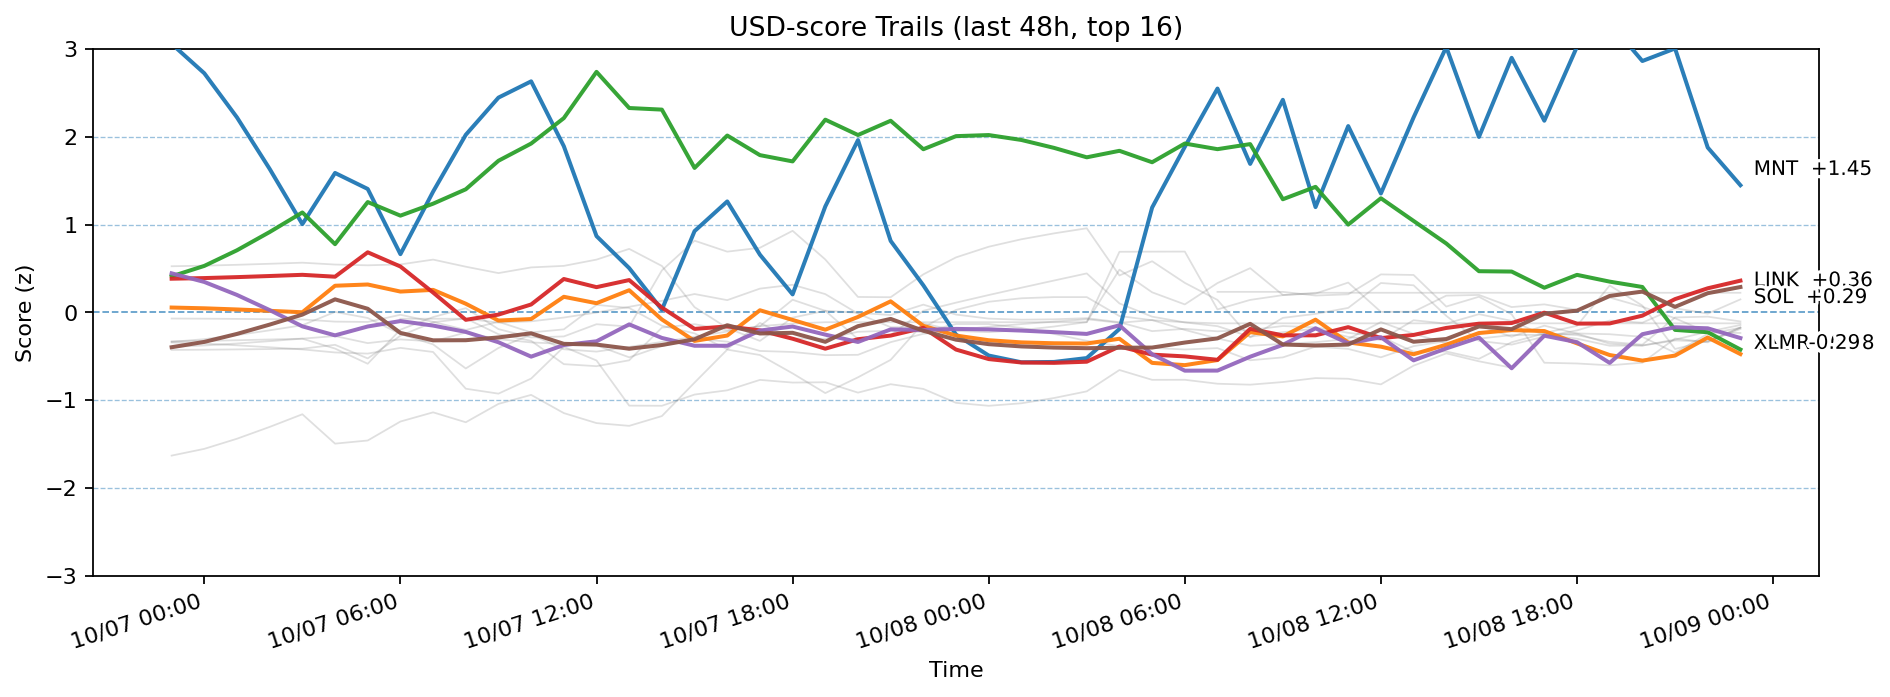 USD-score Trails (last 48h, top 16)
Score (z)
3
2
1
0
−1
−2
−3
MNT +1.45
LINK +0.36
SOL +0.29
10/07 00:00
10/07 06:00
10/07 12:00
10/07 18:00
10/08 00:00
10/08 06:00
10/08 12:00
10/08 18:00
10/09 00:00
Time